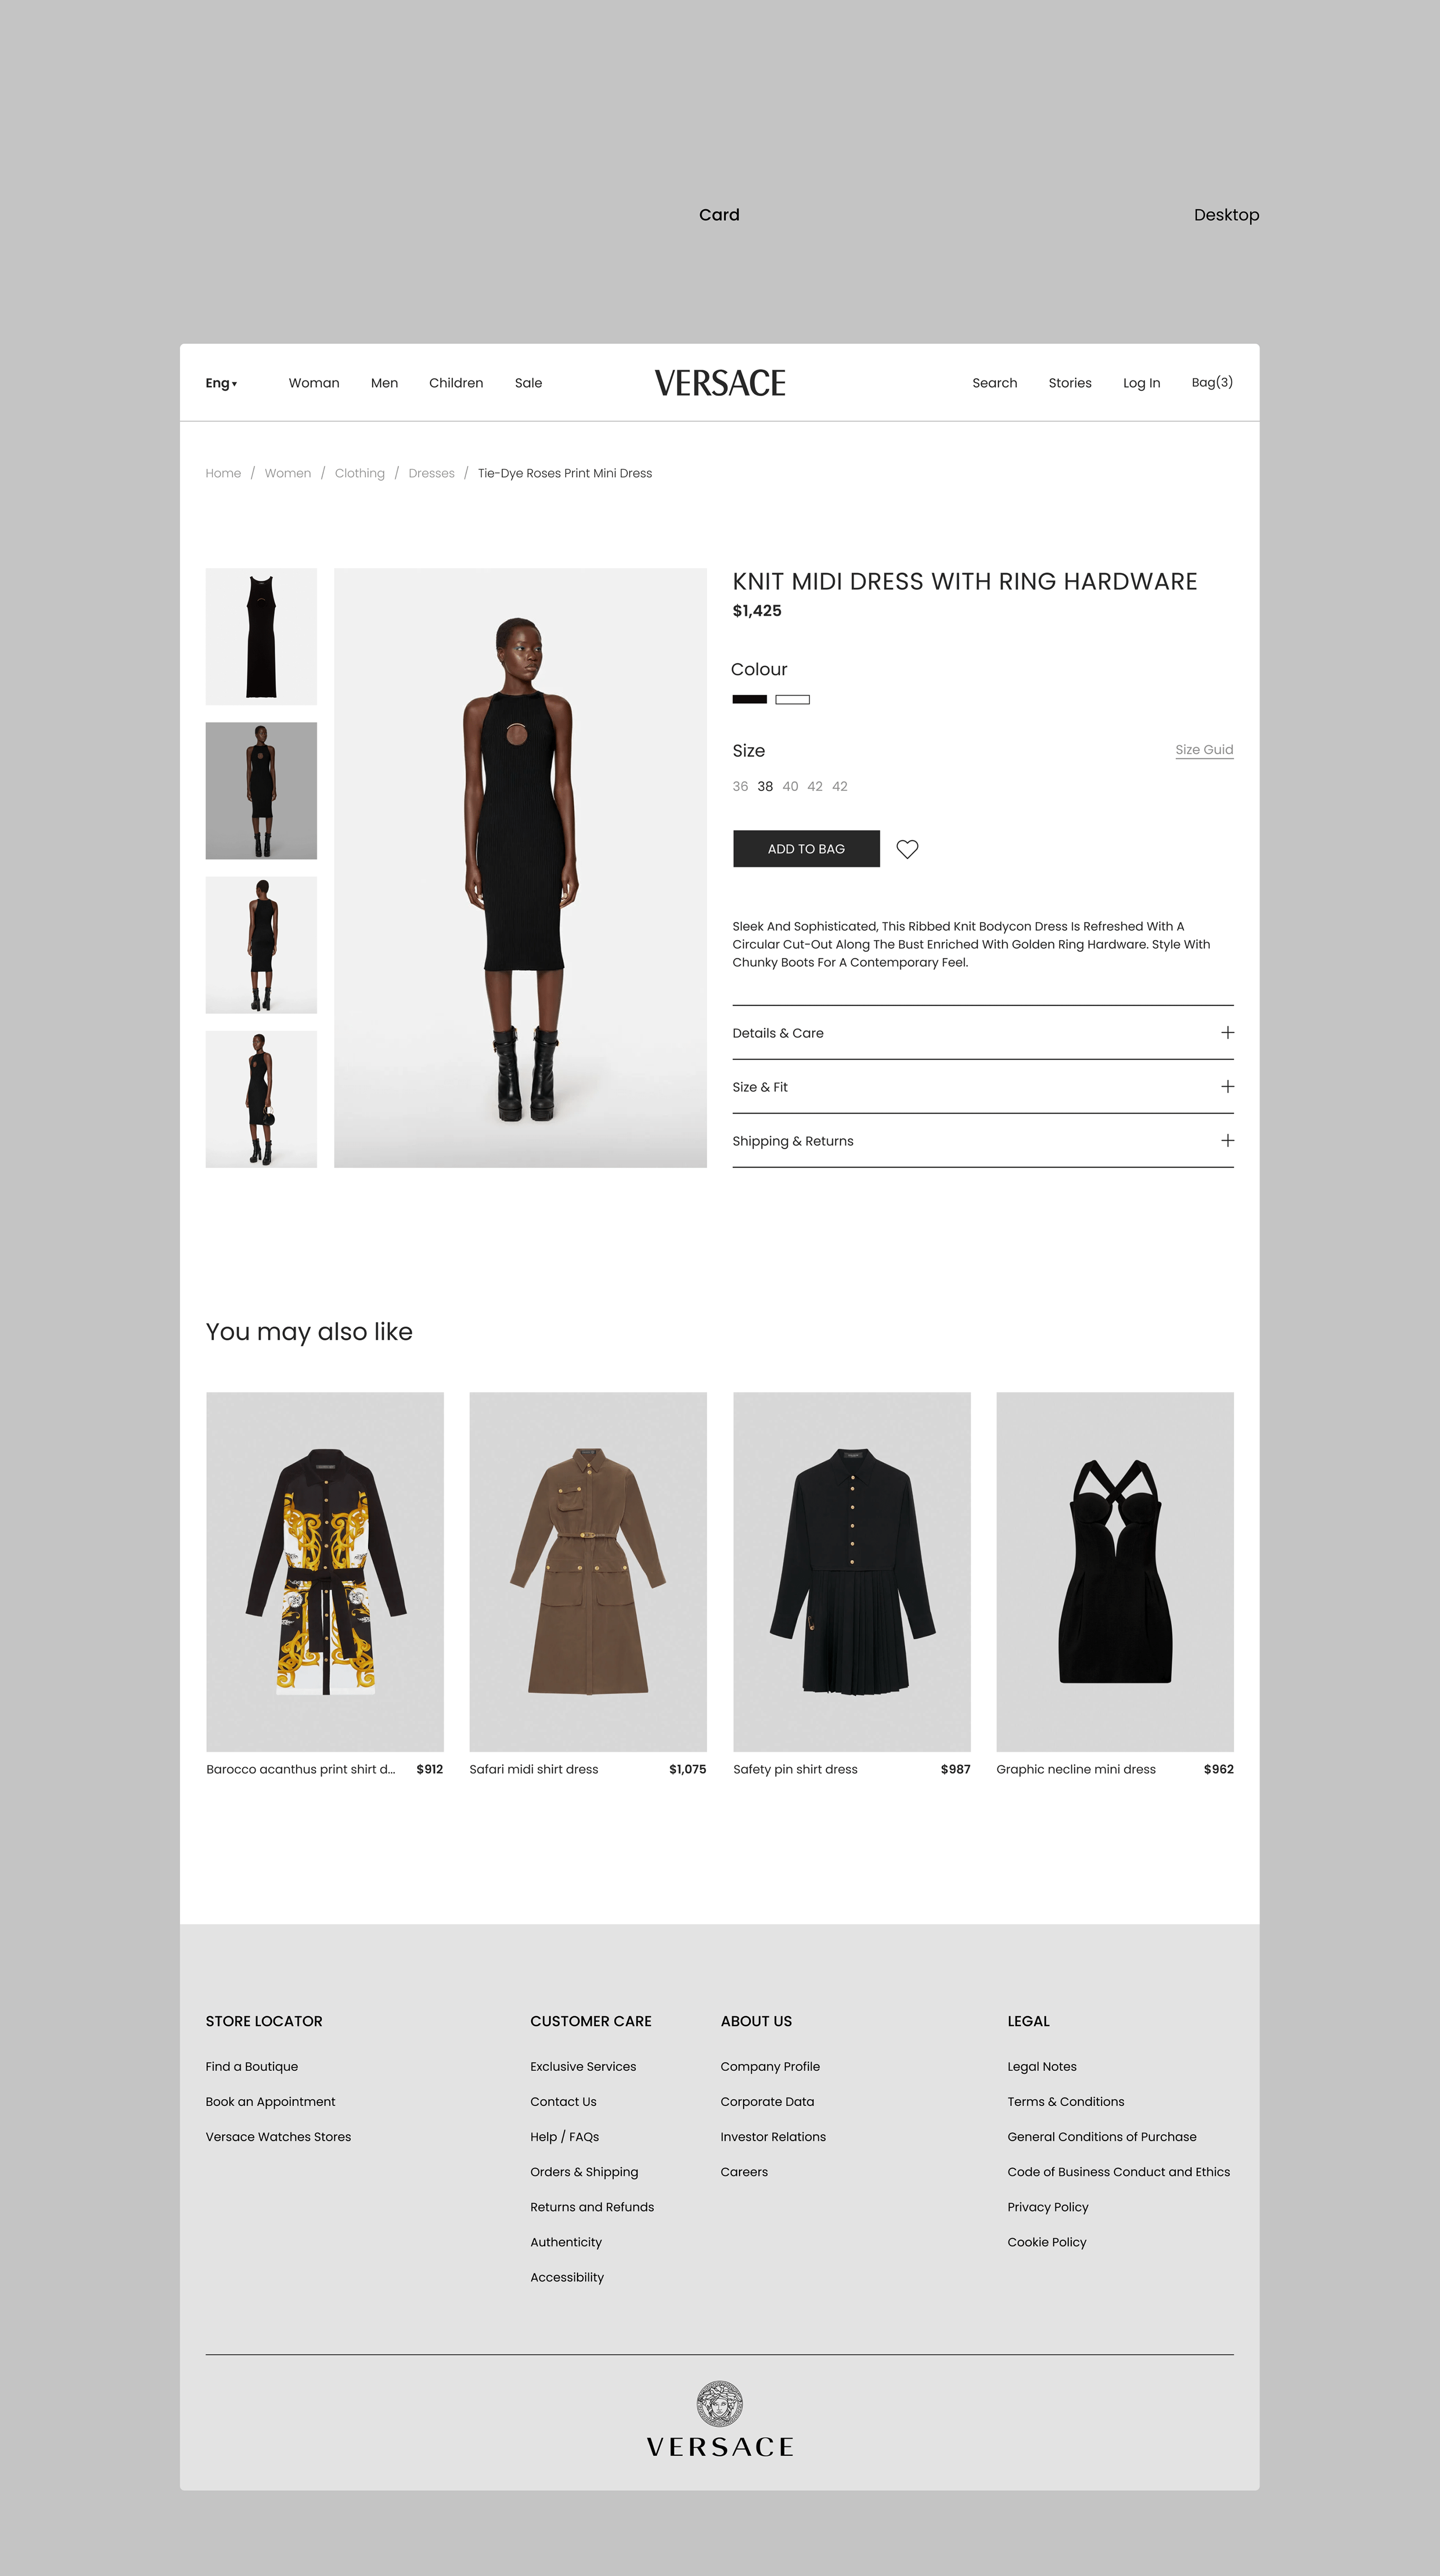 Card
Desktop
Eng ▾ Woman Men Children Sale VERSACE Search Stories Log In Bag(3)
Home / Women / Clothing / Dresses / Tie-Dye Roses Print Mini Dress
KNIT MIDI DRESS WITH RING HARDWARE
$1,425
Colour
Size
Size Guid
36 38 40 42 42
ADD TO BAG
Sleek And Sophisticated, This Ribbed Knit Bodycon Dress Is Refreshed With A
Circular Cut-Out Along The Bust Enriched With Golden Ring Hardware. Style With
Chunky Boots For A Contemporary Feel.
Details & Care
Size & Fit
Shipping & Returns
You may also like
Barocco acanthus print shirt d... $912
Safari midi shirt dress $1,075
Safety pin shirt dress $987
Graphic necline mini dress $962
STORE LOCATOR
Find a Boutique
Book an Appointment
Versace Watches Stores
CUSTOMER CARE
Exclusive Services
Contact Us
Help / FAQs
Orders & Shipping
Returns and Refunds
Authenticity
Accessibility
ABOUT US
Company Profile
Corporate Data
Investor Relations
Careers
LEGAL
Legal Notes
Terms & Conditions
General Conditions of Purchase
Code of Business Conduct and Ethics
Privacy Policy
Cookie Policy
VERSACE